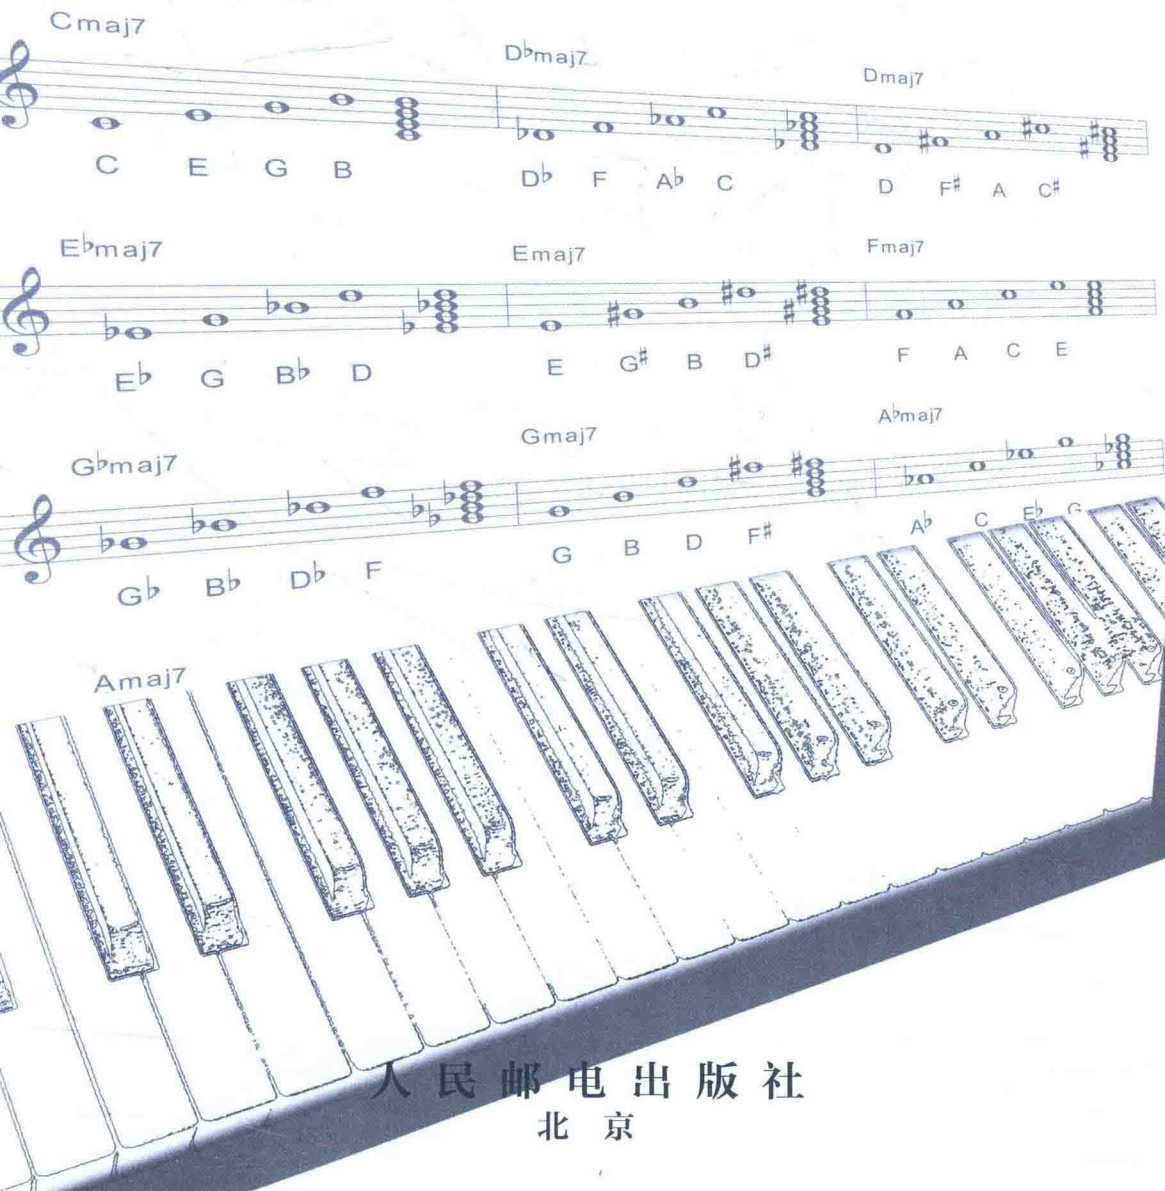 Cmaj7 D♭maj7 Dmaj7
C E G B D♭ F A♭ C D F♯ A C♯
E♭maj7 Emaj7 Fmaj7
E♭ G B♭ D E G♯ B D♯ F A C E
G♭maj7 Gmaj7 A♭maj7
G♭ B♭ D♭ F G B D F♯ A♭ C E♭ G
Amaj7
人民邮电出版社
北京